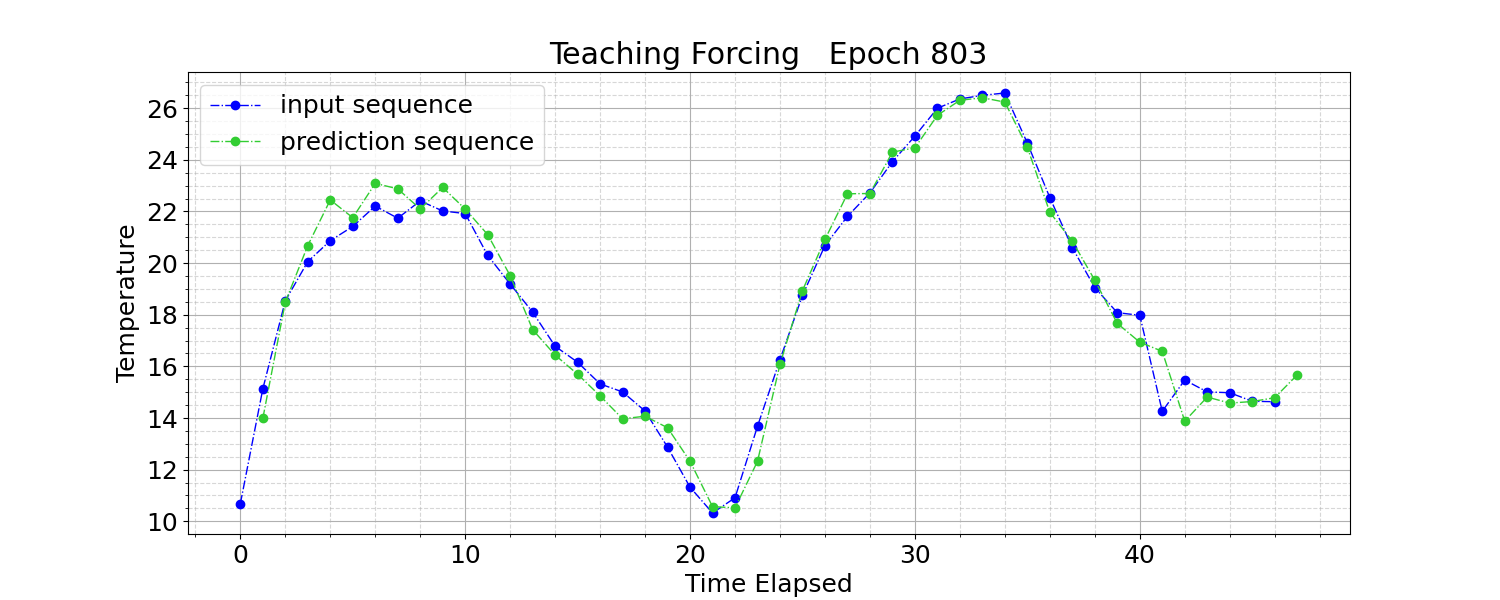 Teaching Forcing   Epoch 803
input sequence
prediction sequence
Temperature
26
24
22
20
18
16
14
12
10
0 10 20 30 40
Time Elapsed